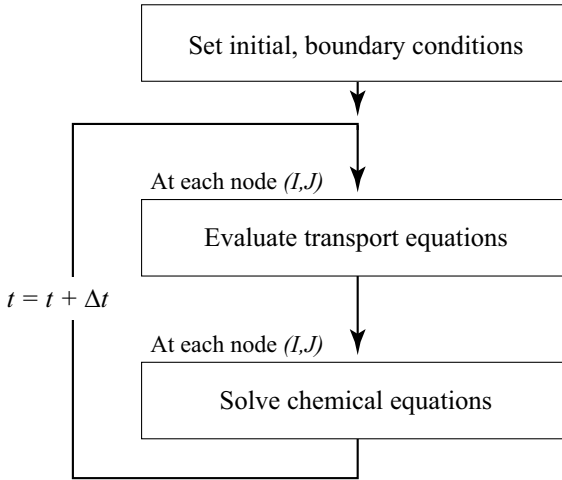 Set initial, boundary conditions
At each node (I,J)
Evaluate transport equations
t = t + Δt
At each node (I,J)
Solve chemical equations